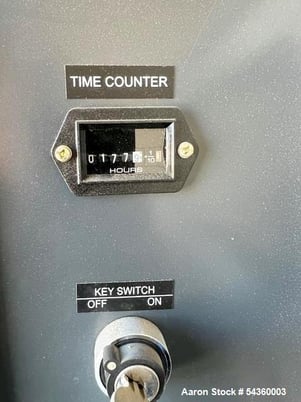 TIME COUNTER
0177
HOURS
KEY SWITCH
OFF ON
Aaron Stock # 54360003